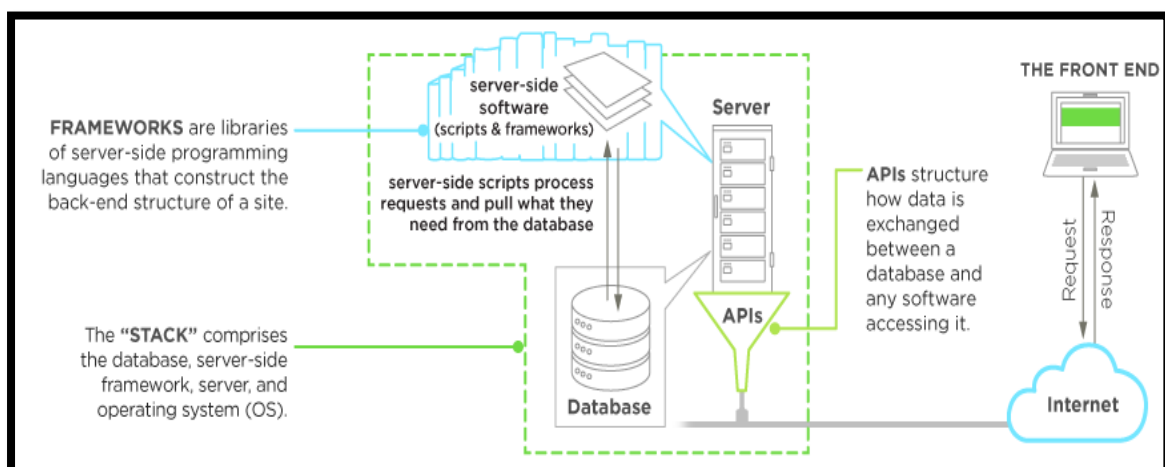 FRAMEWORKS are libraries
of server-side programming
languages that construct the
back-end structure of a site.
The “STACK” comprises
the database, server-side
framework, server, and
operating system (OS).
server-side
software
(scripts & frameworks)
server-side scripts process
requests and pull what they
need from the database
Database
Server
APIs
APIs structure
how data is
exchanged
between a
database and
any software
accessing it.
THE FRONT END
Request
Response
Internet